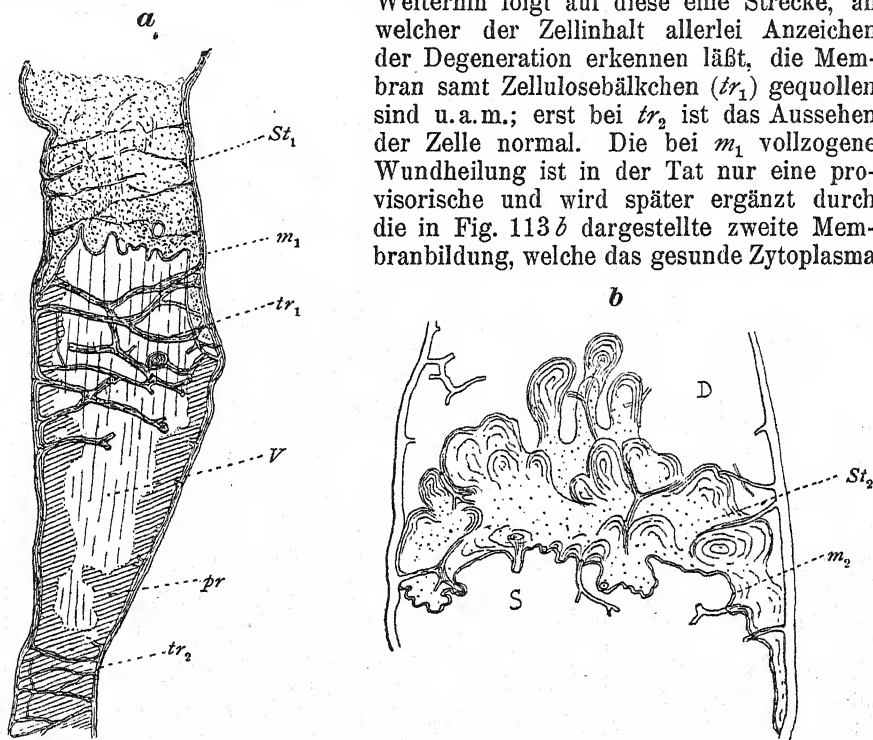 Weiterhin folgt auf diese eine Strecke, an
welcher der Zellinhalt allerlei Anzeichen
der Degeneration erkennen läßt, die Mem-
bran samt Zellulosebälkchen (tr₁) gequollen
sind u. a. m.; erst bei tr₂ ist das Aussehen
der Zelle normal. Die bei m₁ vollzogene
Wundheilung ist in der Tat nur eine pro-
visorische und wird später ergänzt durch
die in Fig. 113 b dargestellte zweite Mem-
branbildung, welche das gesunde Zytoplasma
a
St₁
m₁
tr₁
V
pr
tr₂
b
D
St₂
m₂
S